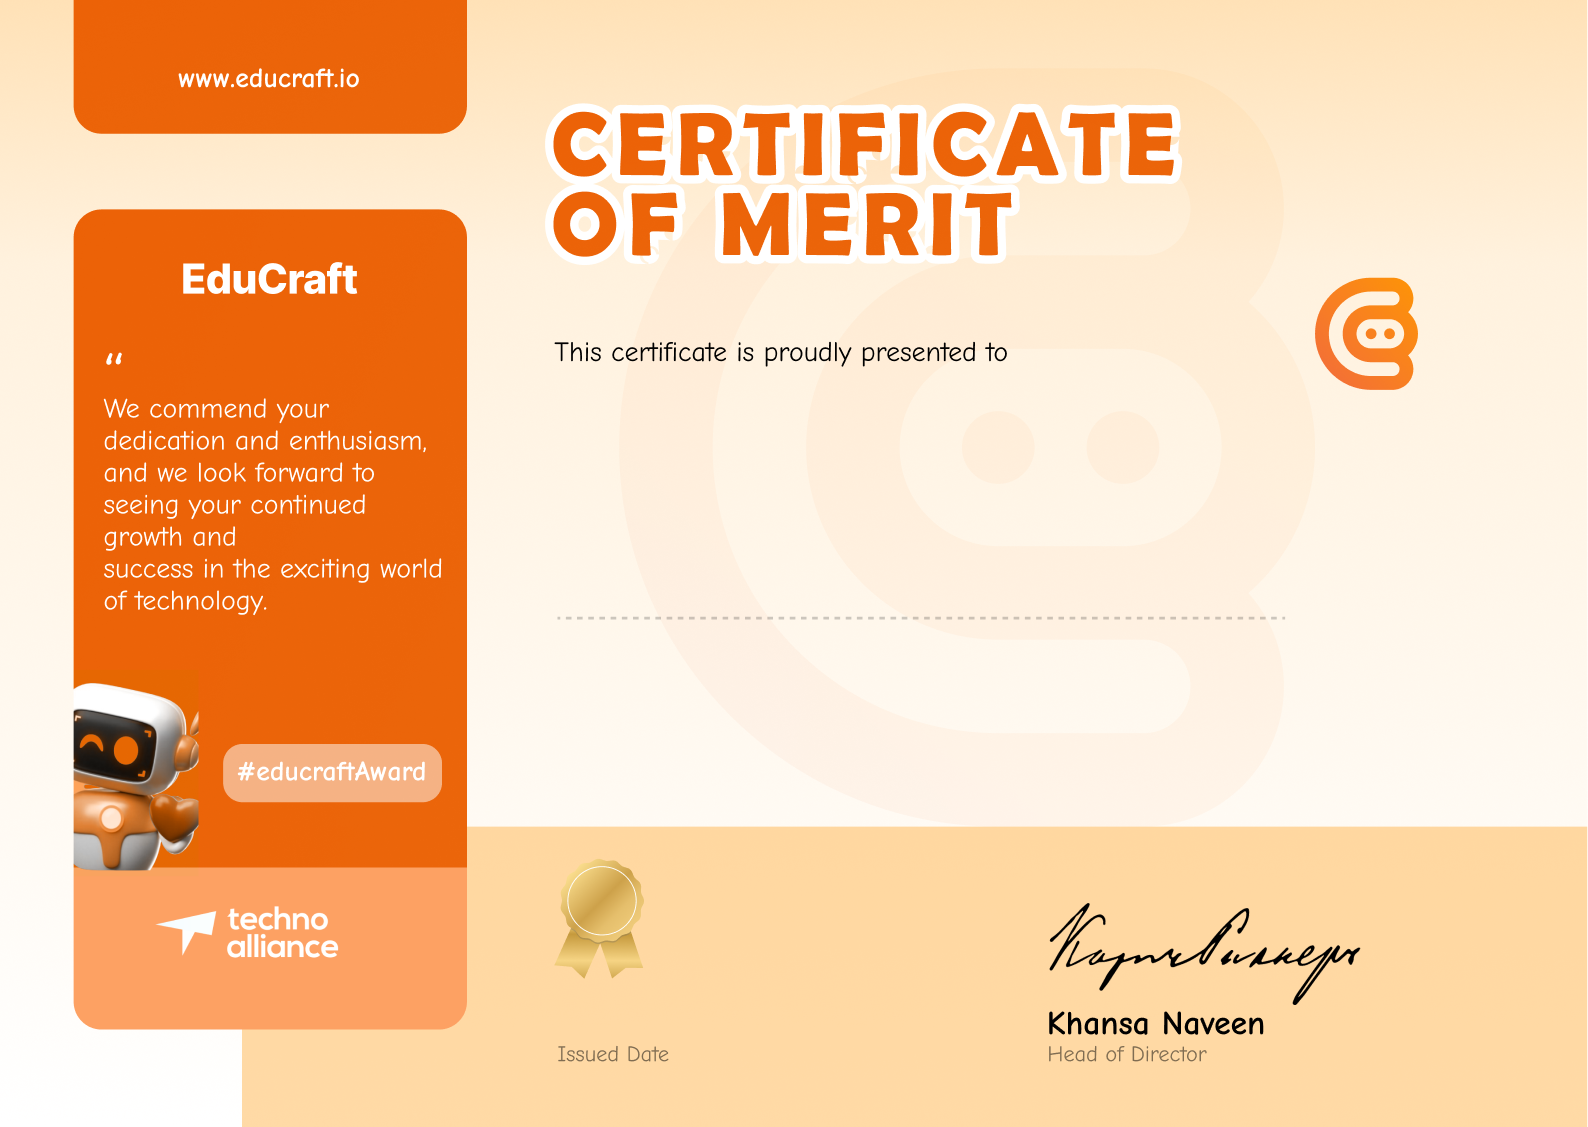 www.educraft.io
CERTIFICATE
OF MERIT
EduCraft
“
We commend your
dedication and enthusiasm,
and we look forward to
seeing your continued
growth and
success in the exciting world
of technology.
This certificate is proudly presented to
#educraftAward
techno
alliance
Khansa Naveen
Head of Director
Issued Date